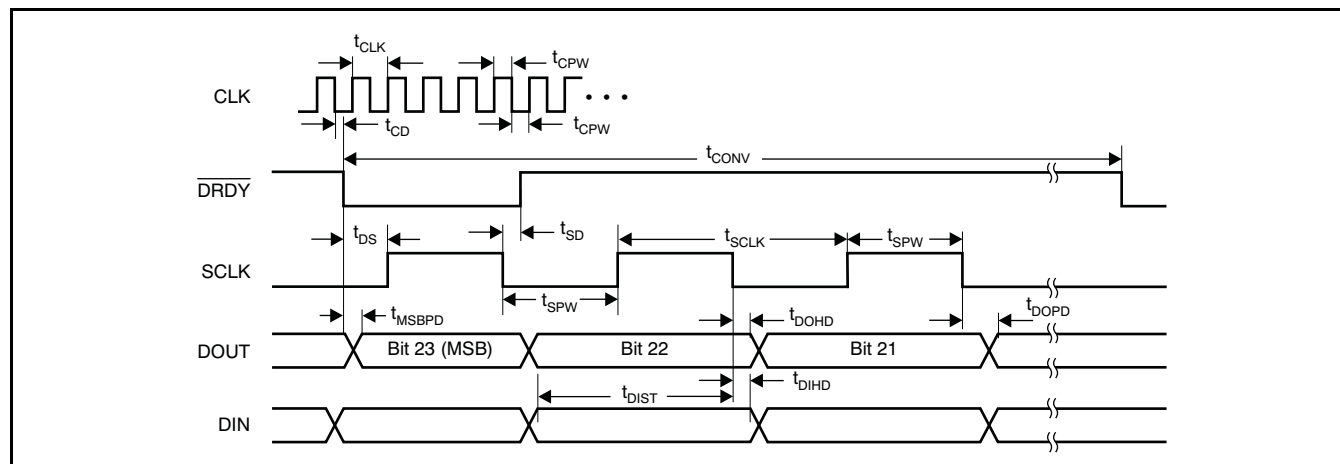 tCLK
tCPW
CLK
tCD
tCPW
tCONV
DRDY
tDS
tSD
tSCLK
tSPW
SCLK
tSPW
tMSBPD
tDOHD
tDOPD
DOUT
Bit 23 (MSB)
Bit 22
Bit 21
tDIST
tDIHD
DIN